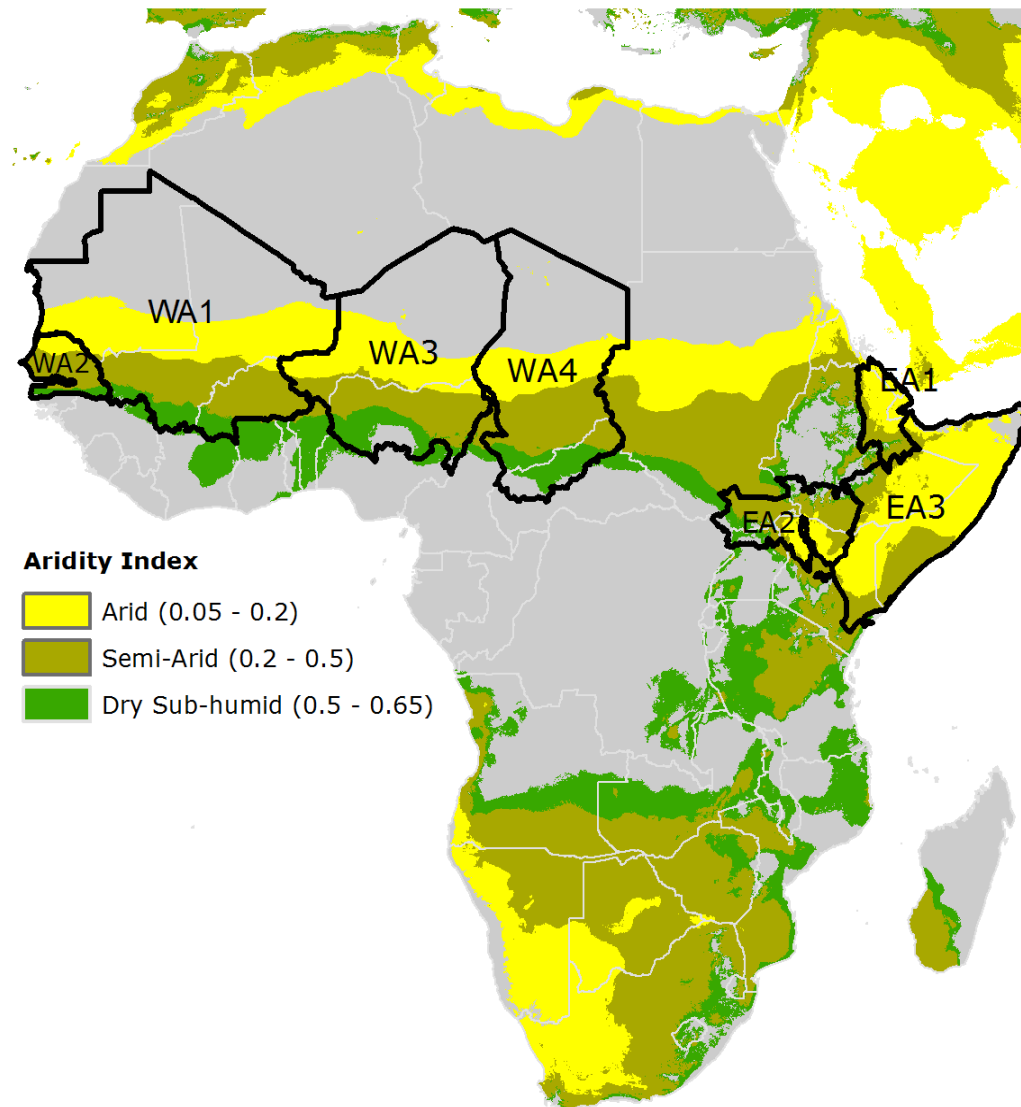 WA1
WA2
WA3
WA4
EA1
EA2
EA3
Aridity Index
Arid (0.05 - 0.2)
Semi-Arid (0.2 - 0.5)
Dry Sub-humid (0.5 - 0.65)